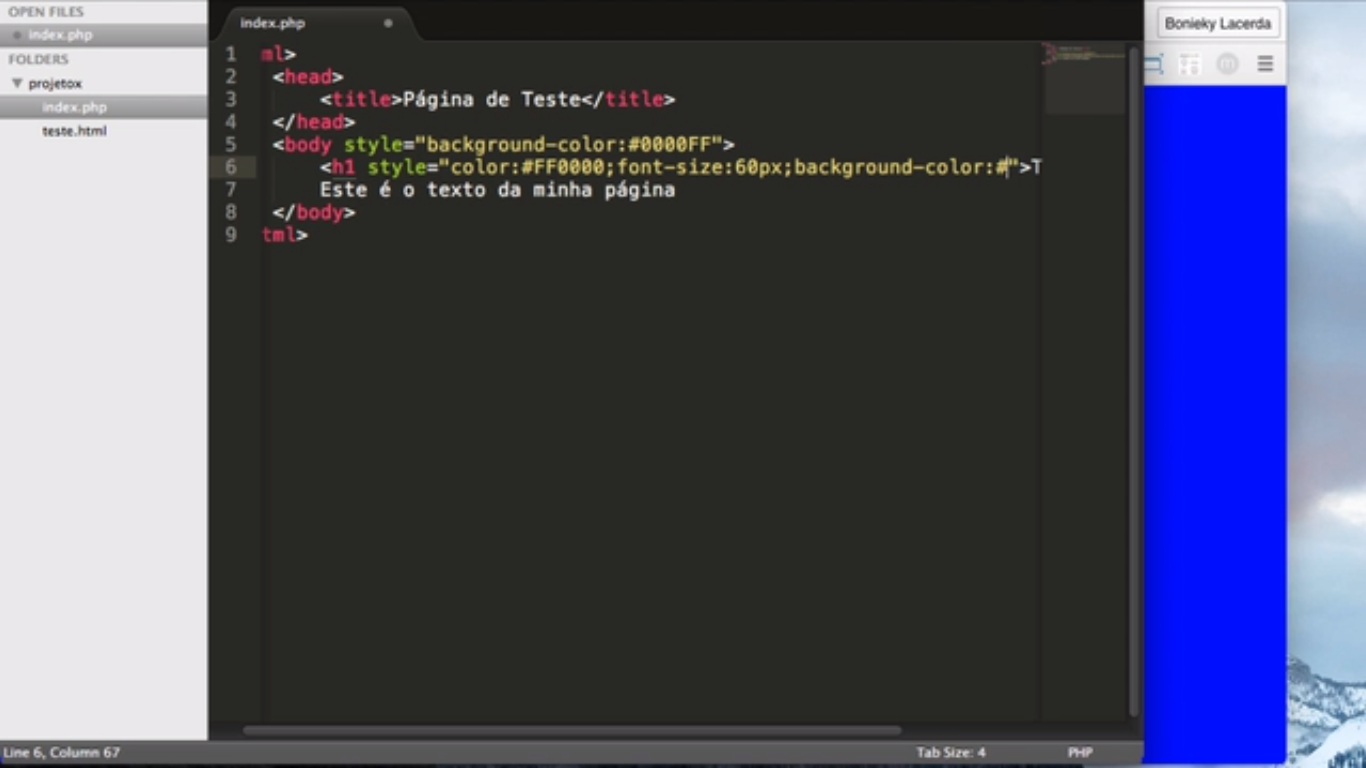 OPEN FILES
index.php
FOLDERS
projetox
index.php
teste.html
index.php
Bonieky Lacerda
1 ml>
2 <head>
3 <title>Página de Teste</title>
4 </head>
5 <body style="background-color:#0000FF">
6 <h1 style="color:#FF0000;font-size:60px;background-color:#">T
7 Este é o texto da minha página
8 </body>
9 tml>
Line 6, Column 67
Tab Size: 4
PHP